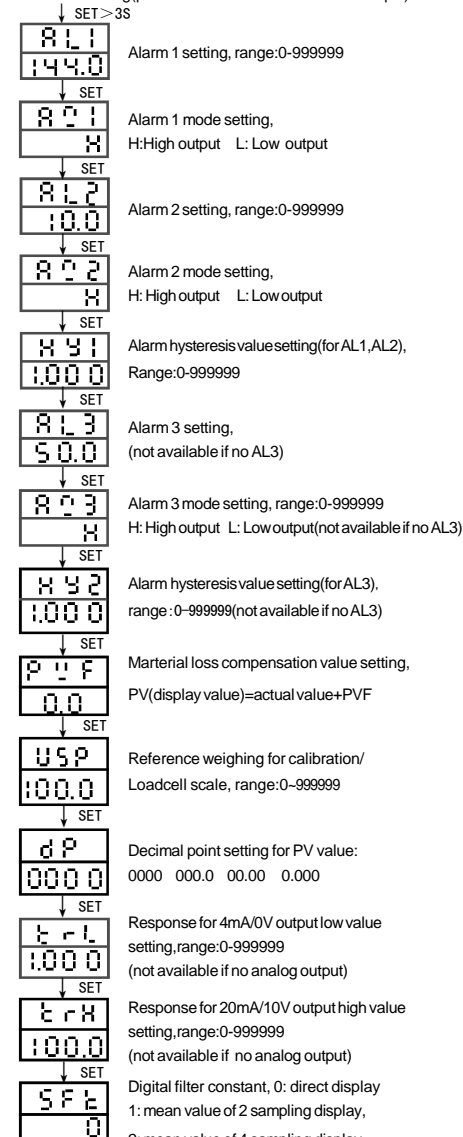 SET>3S
AL1
144.0
Alarm 1 setting, range:0-999999
SET
H
Alarm 1 mode setting,
H:High output L: Low output
SET
AL2
10.0
Alarm 2 setting, range:0-999999
SET
H
Alarm 2 mode setting,
H: High output L: Low output
SET
HY1
1.000
Alarm hysteresis value setting(for AL1,AL2),
Range:0-999999
SET
AL3
50.0
Alarm 3 setting,
(not available if no AL3)
SET
H
Alarm 3 mode setting, range:0-999999
H: High output L: Low output(not available if no AL3)
SET
HY2
1.000
Alarm hysteresis value setting(for AL3),
range:0-999999(not available if no AL3)
SET
PVF
0.0
Marterial loss compensation value setting,
PV(display value)=actual value+PVF
SET
USP
100.0
Reference weighing for calibration/
Loadcell scale, range:0~999999
SET
dP
0000
Decimal point setting for PV value:
0000 000.0 00.00 0.000
SET
trL
1.000
Response for 4mA/0V output low value
setting,range:0-999999
(not available if no analog output)
SET
trH
100.0
Response for 20mA/10V output high value
setting,range:0-999999
(not available if no analog output)
SET
SFt
0
Digital filter constant, 0: direct display
1: mean value of 2 sampling display,